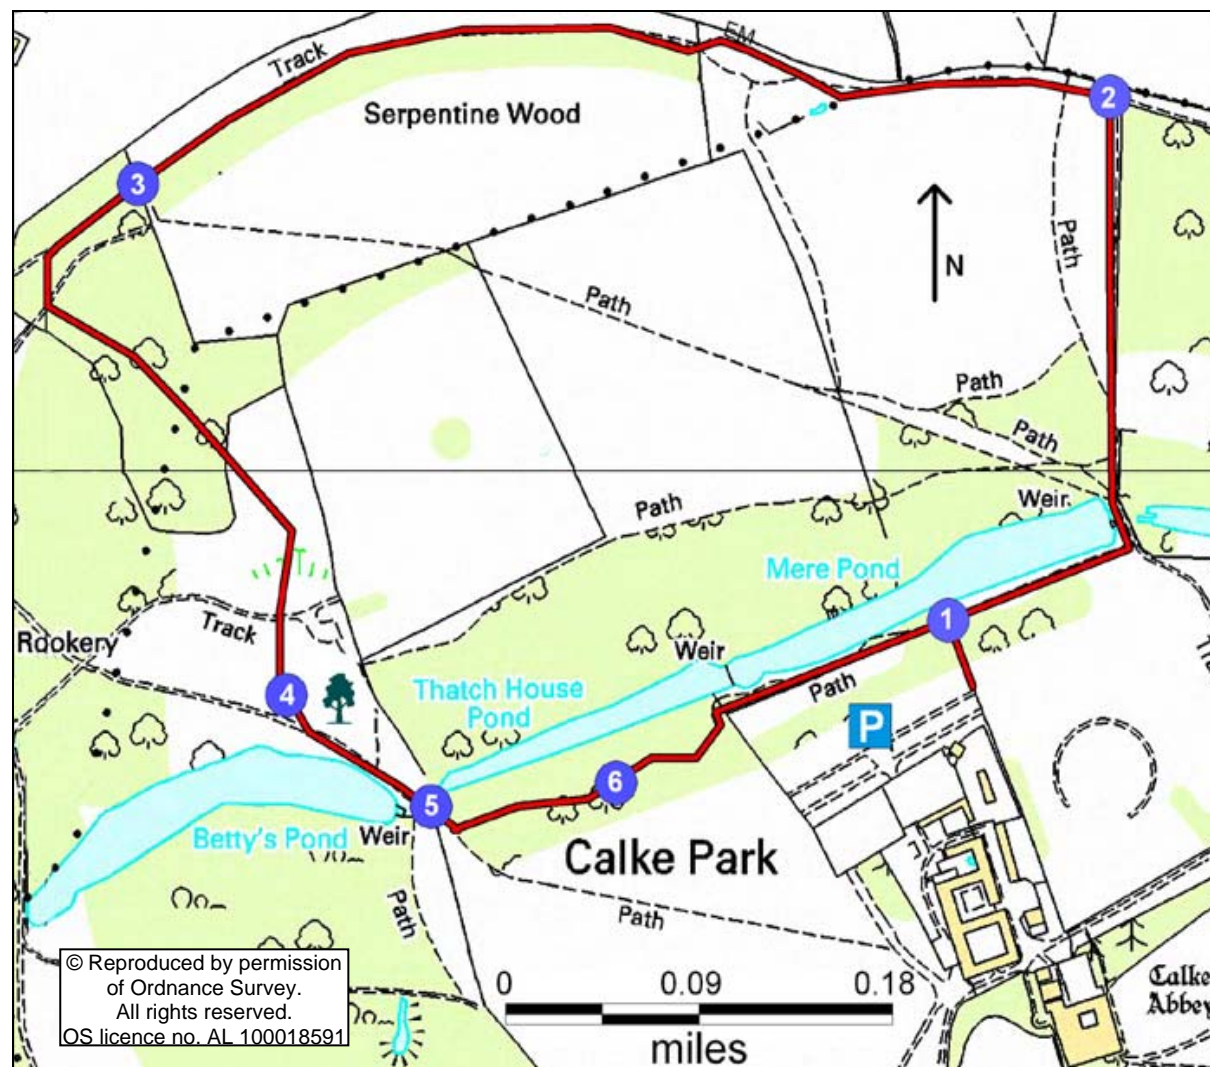 EM
Track
Serpentine Wood
2
3
N
Path
Path
Path
Path
Path
Weir
Mere Pond
1
Rookery
Track
Weir
Path
4
Thatch House
Pond
P
6
5
Betty's Pond
Weir
Calke Park
Path
Path
Calke
Abbey
© Reproduced by permission
of Ordnance Survey.
All rights reserved.
OS licence no. AL 100018591
0 0.09 0.18
miles